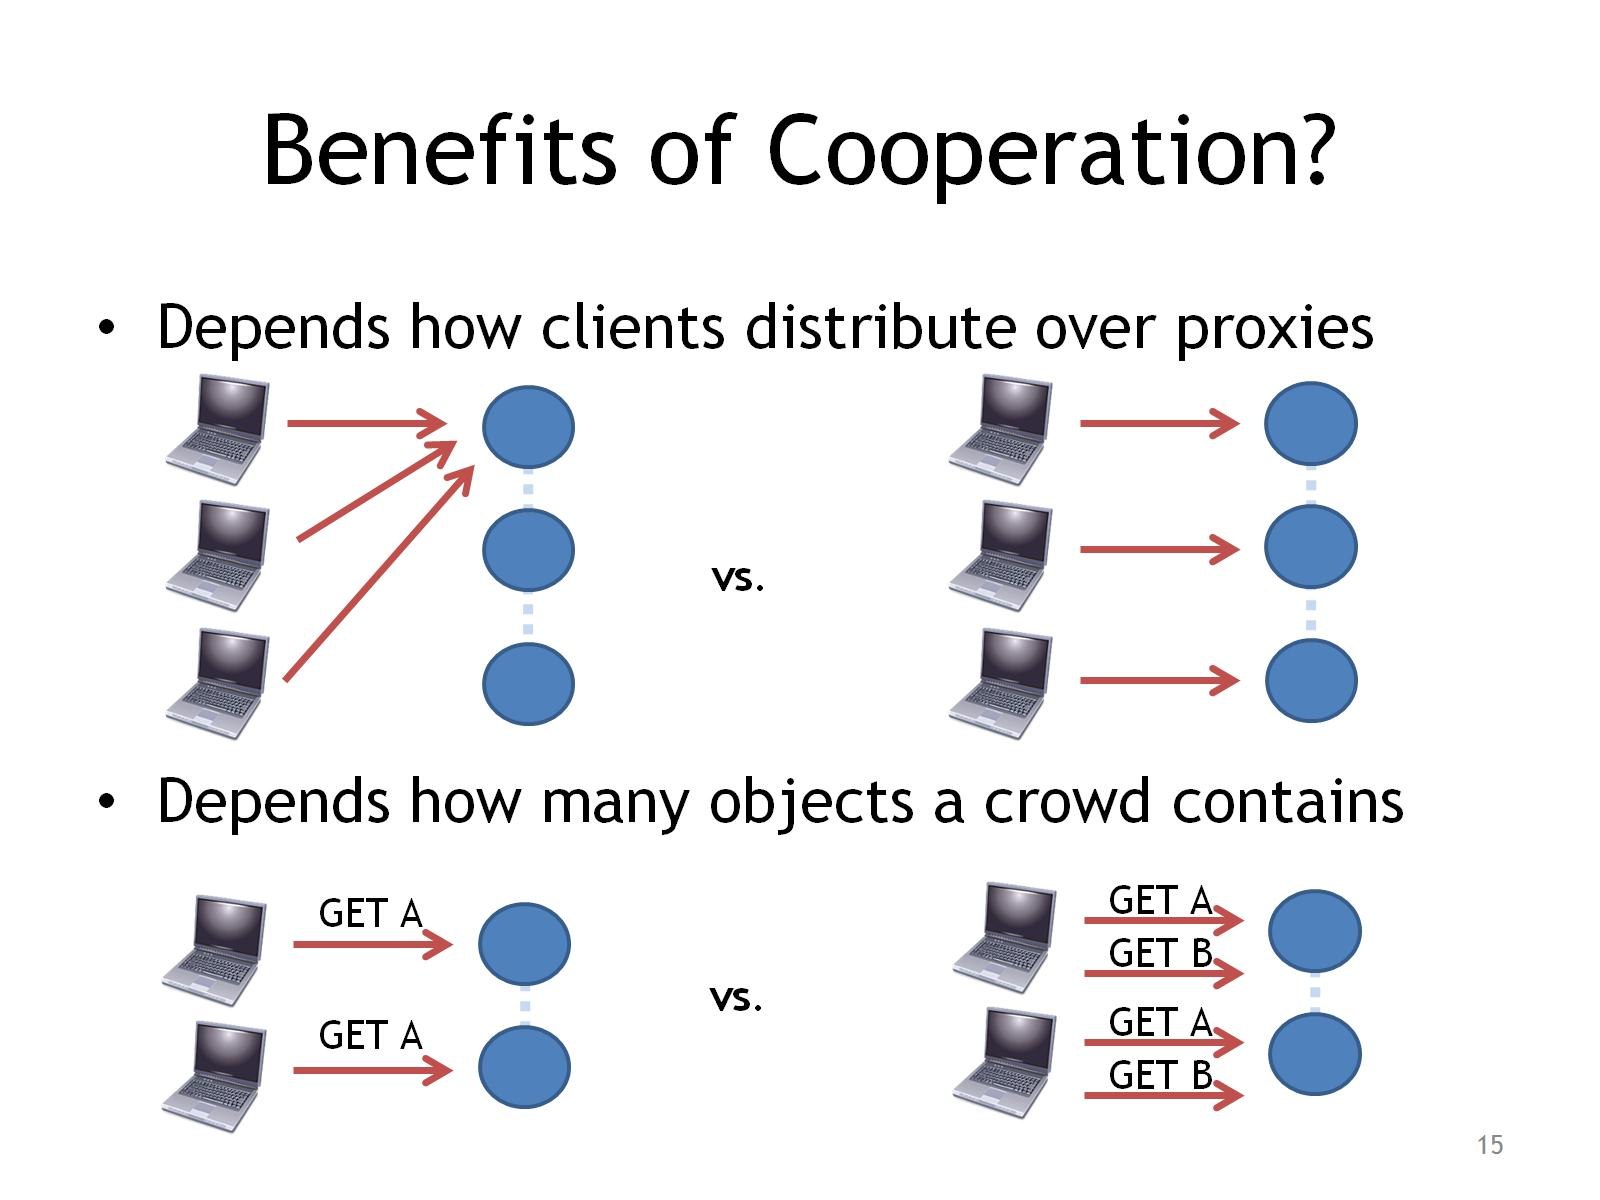 Benefits of Cooperation?
• Depends how clients distribute over proxies
vs.
• Depends how many objects a crowd contains
GET A
GET A
vs.
GET A
GET B
GET A
GET B
15